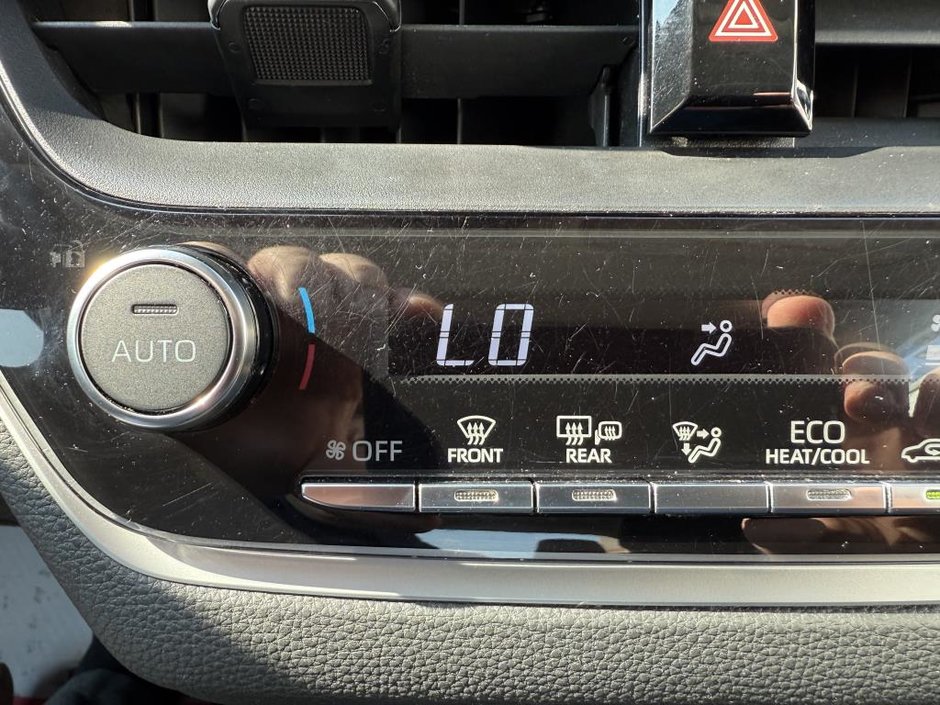 AUTO
LO
OFF
FRONT
REAR
ECO
HEAT/COOL